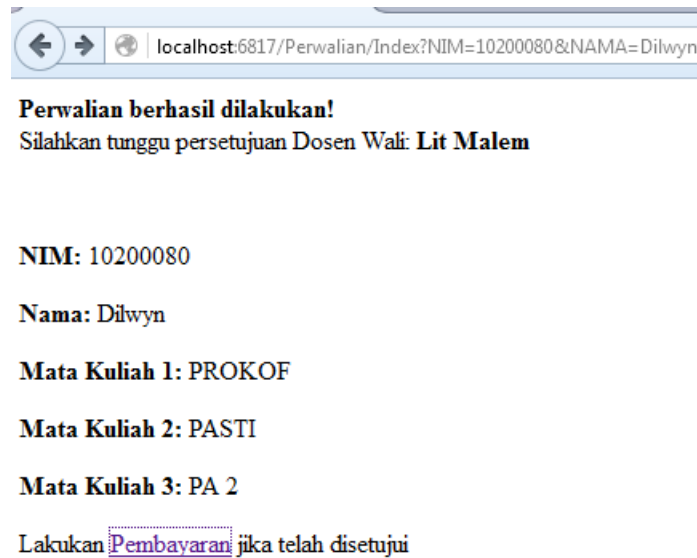 localhost:6817/Perwalian/Index?NIM=10200080&NAMA=Dilwyn
Perwalian berhasil dilakukan!
Silahkan tunggu persetujuan Dosen Wali: Lit Malem
NIM: 10200080
Nama: Dilwyn
Mata Kuliah 1: PROKOF
Mata Kuliah 2: PASTI
Mata Kuliah 3: PA 2
Lakukan Pembayaran jika telah disetujui